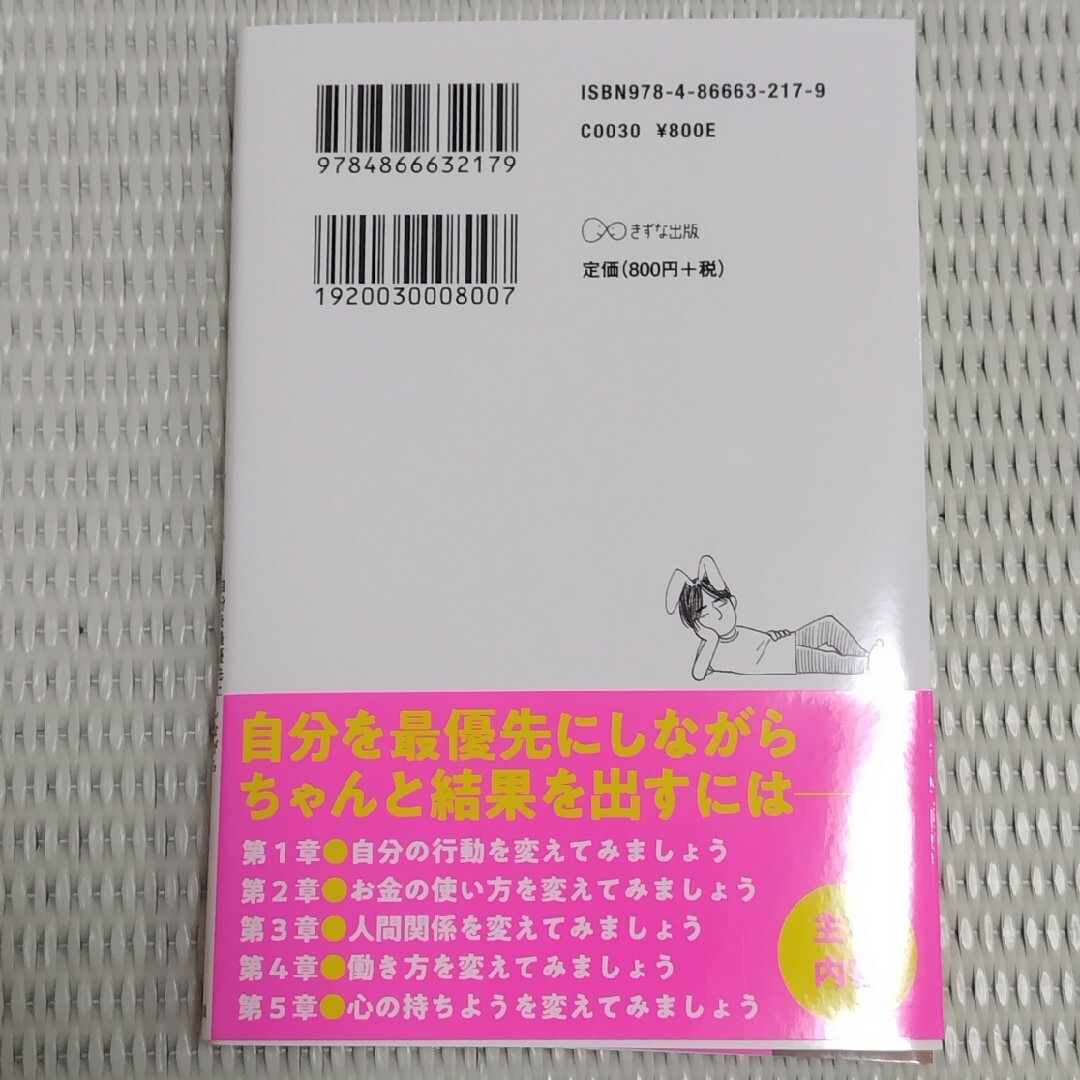 ISBN978-4-86663-217-9
C0030 ¥800E
9784866632179
きずな出版
定価(800円+税)
1920030008007
自分を最優先にしながら
ちゃんと結果を出すには―
第1章●自分の行動を変えてみましょう
第2章●お金の使い方を変えてみましょう
第3章●人間関係を変えてみましょう
第4章●働き方を変えてみましょう
第5章●心の持ちようを変えてみましょう
主
内